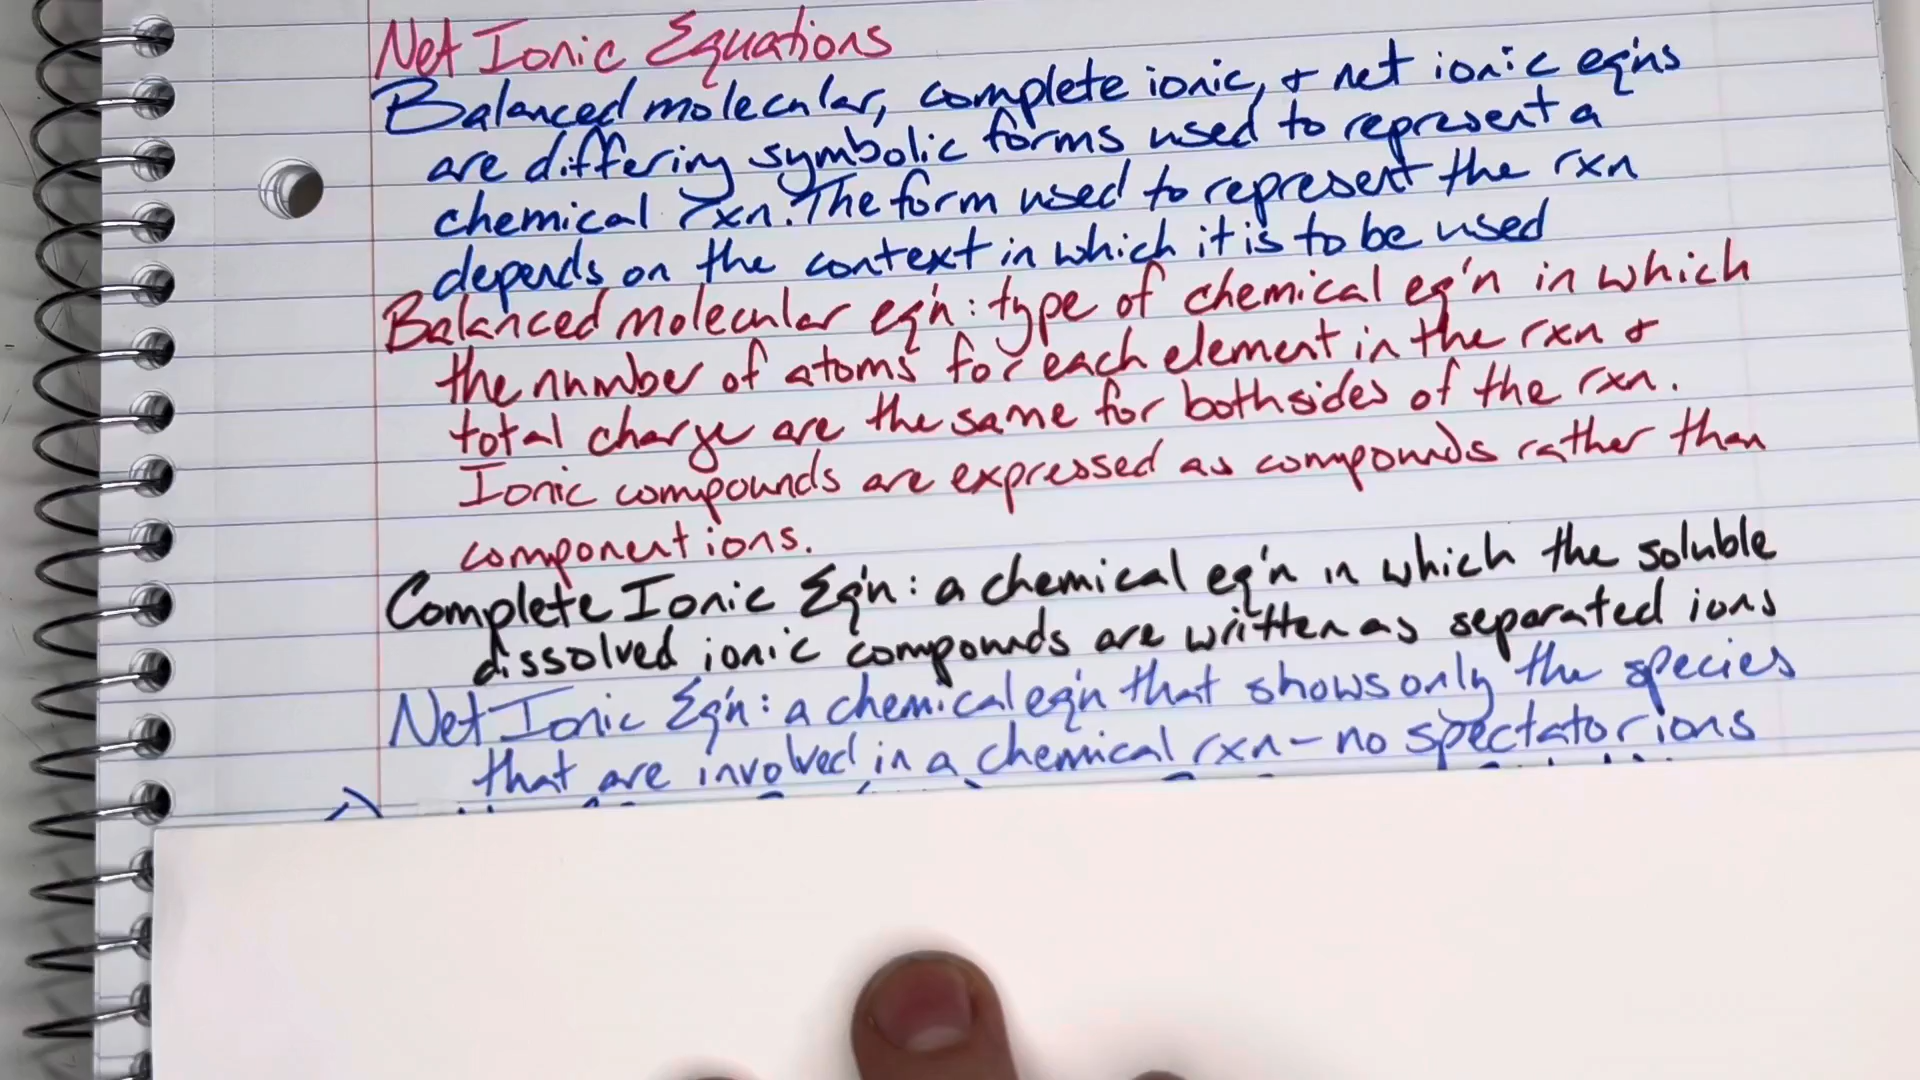 Net Ionic Equations
Balanced molecular, complete ionic, & net ionic eq'ns
are differing symbolic forms used to represent a
chemical rxn. The form used to represent the rxn
depends on the context in which it is to be used
Balanced molecular eq'n: type of chemical eq'n in which
the number of atoms for each element in the rxn &
total charge are the same for both sides of the rxn.
Ionic compounds are expressed as compounds rather than
component ions.
Complete Ionic Eq'n: a chemical eq'n in which the soluble
dissolved ionic compounds are written as separated ions
Net Ionic Eq'n: a chemical eq'n that shows only the species
that are involved in a chemical rxn - no spectator ions